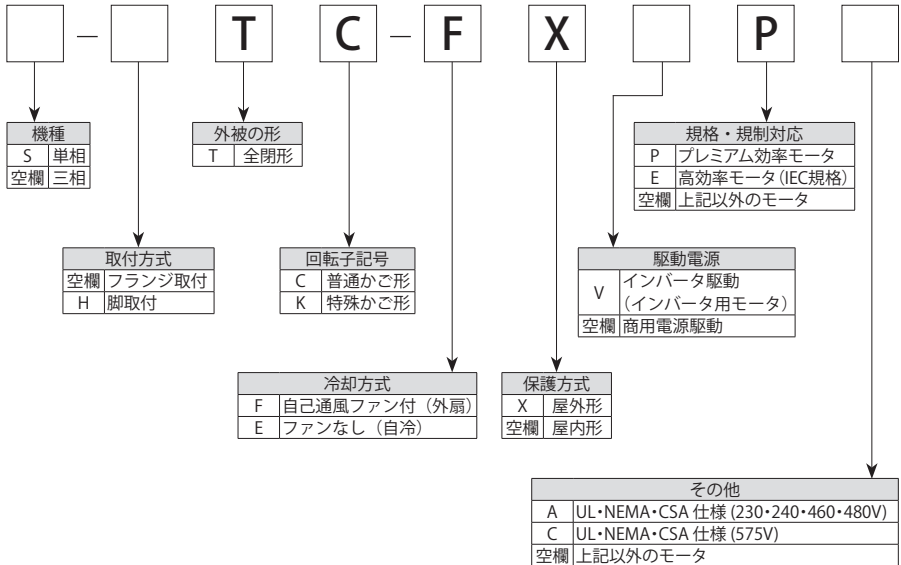 – T C – F X P
機種
S 単相
空欄 三相
外被の形
T 全閉形
規格・規制対応
P プレミアム効率モータ
E 高効率モータ(IEC規格)
空欄 上記以外のモータ
取付方式
空欄 フランジ取付
H 脚取付
回転子記号
C 普通かご形
K 特殊かご形
駆動電源
V インバータ駆動
(インバータ用モータ)
空欄 商用電源駆動
冷却方式
F 自己通風ファン付(外扇)
E ファンなし(自冷)
保護方式
X 屋外形
空欄 屋内形
その他
A UL・NEMA・CSA 仕様 (230・240・460・480V)
C UL・NEMA・CSA 仕様 (575V)
空欄 上記以外のモータ